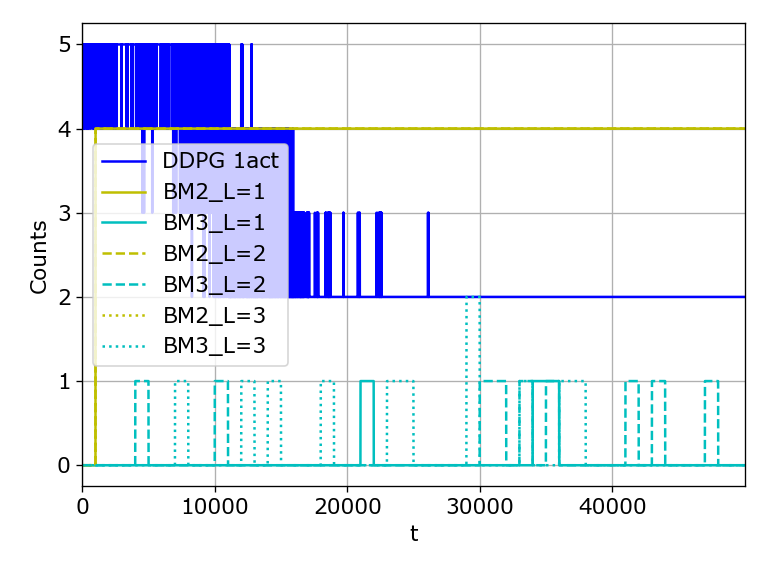 5
4
3
2
1
0
Counts
DDPG 1act
BM2_L=1
BM3_L=1
BM2_L=2
BM3_L=2
BM2_L=3
BM3_L=3
0 10000 20000 30000 40000
t